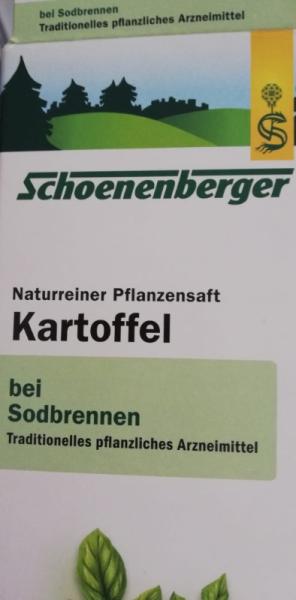 bei Sodbrennen
Traditionelles pflanzliches Arzneimittel
Schoenenberger
Naturreiner Pflanzensaft
Kartoffel
bei
Sodbrennen
Traditionelles pflanzliches Arzneimittel